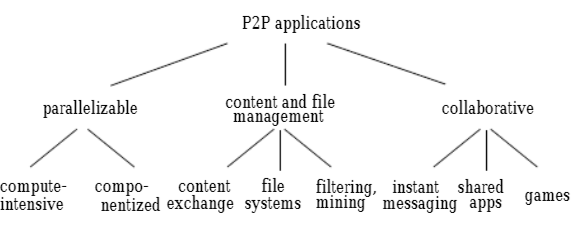 P2P applications
parallelizable
content and file
management
collaborative
compute-
intensive
compo-
nentized
content
exchange
file
systems
filtering,
mining
instant
messaging
shared
apps
games